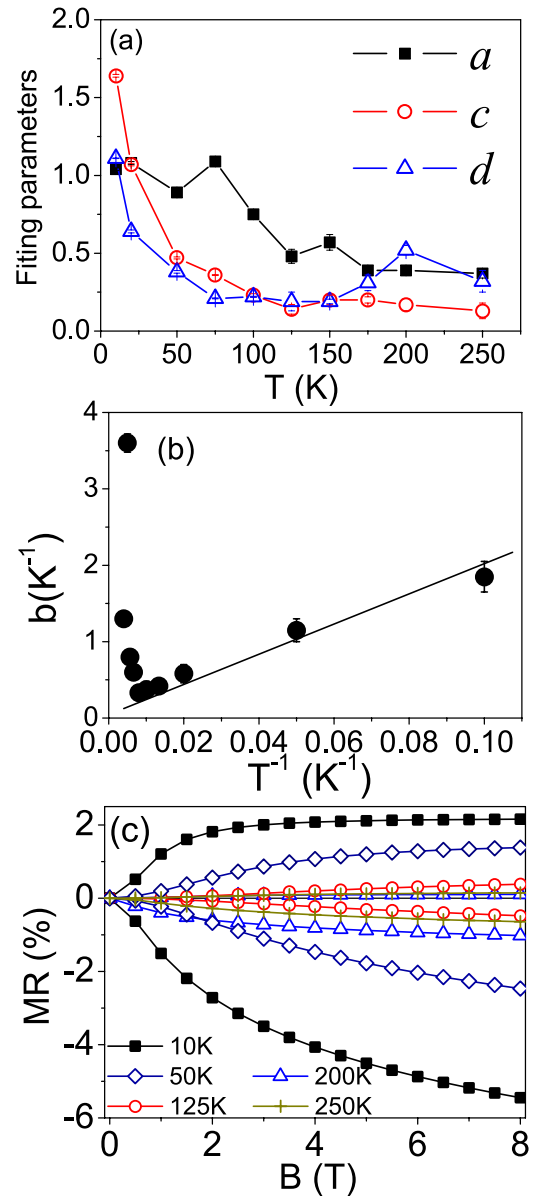 (a)
a
c
d
2.0
1.5
1.0
0.5
0.0
Fiting parameters
0 50 100 150 200 250
T (K)
(b)
4
3
2
1
0
b(K⁻¹)
0.00 0.02 0.04 0.06 0.08 0.10
T⁻¹ (K⁻¹)
(c)
2
0
-2
-4
-6
MR (%)
10K
50K 200K
125K 250K
0 2 4 6 8
B (T)